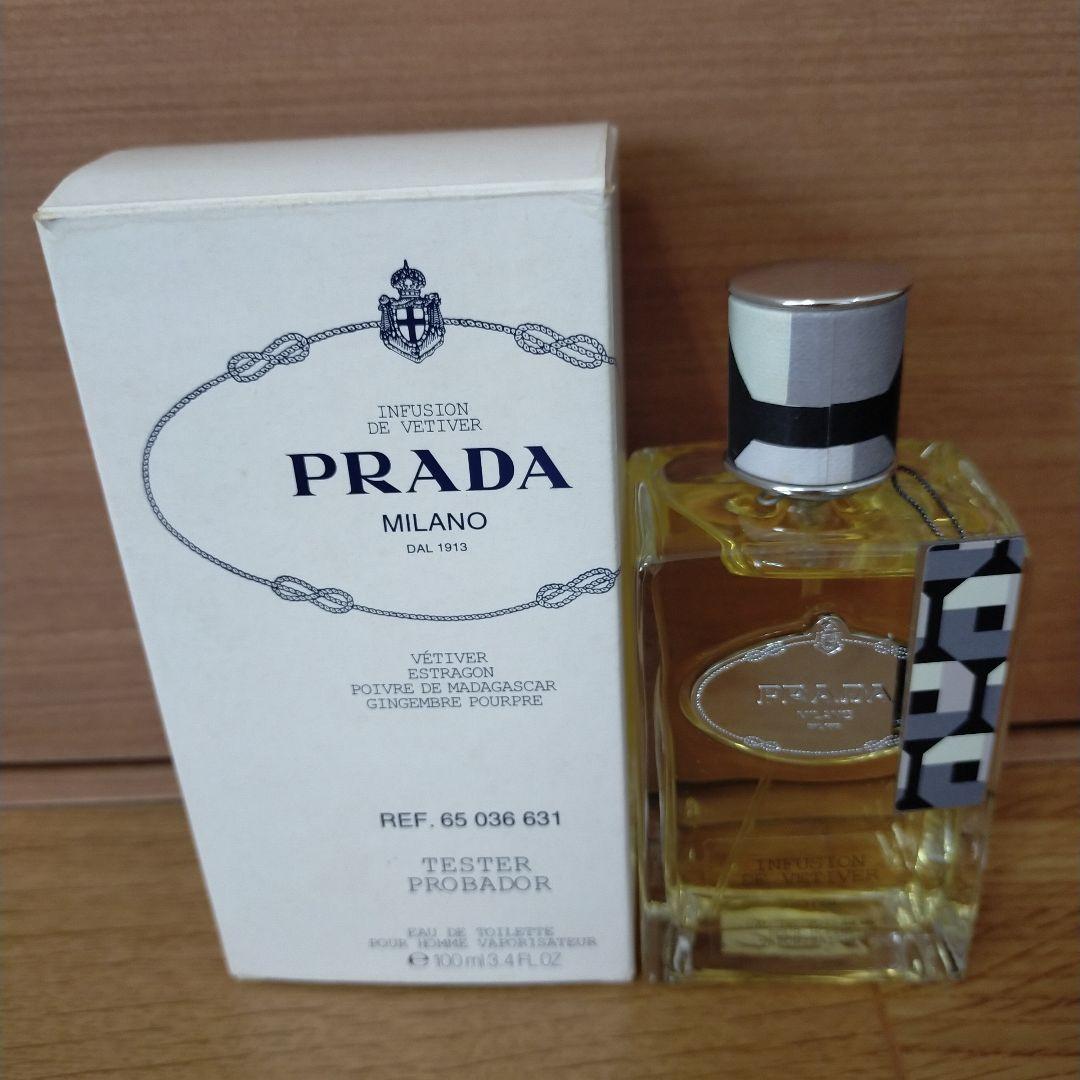 INFUSION
DE VETIVER
PRADA
MILANO
DAL 1913
VÉTIVER
ESTRAGON
POIVRE DE MADAGASCAR
GINGEMBRE POURPRE
REF. 65 036 631
TESTER
PROBADOR
EAU DE TOILETTE
POUR HOMME VAPORISATEUR
℮ 100 ml 3.4 FL. OZ
PRADA
INFUSION
DE VETIVER